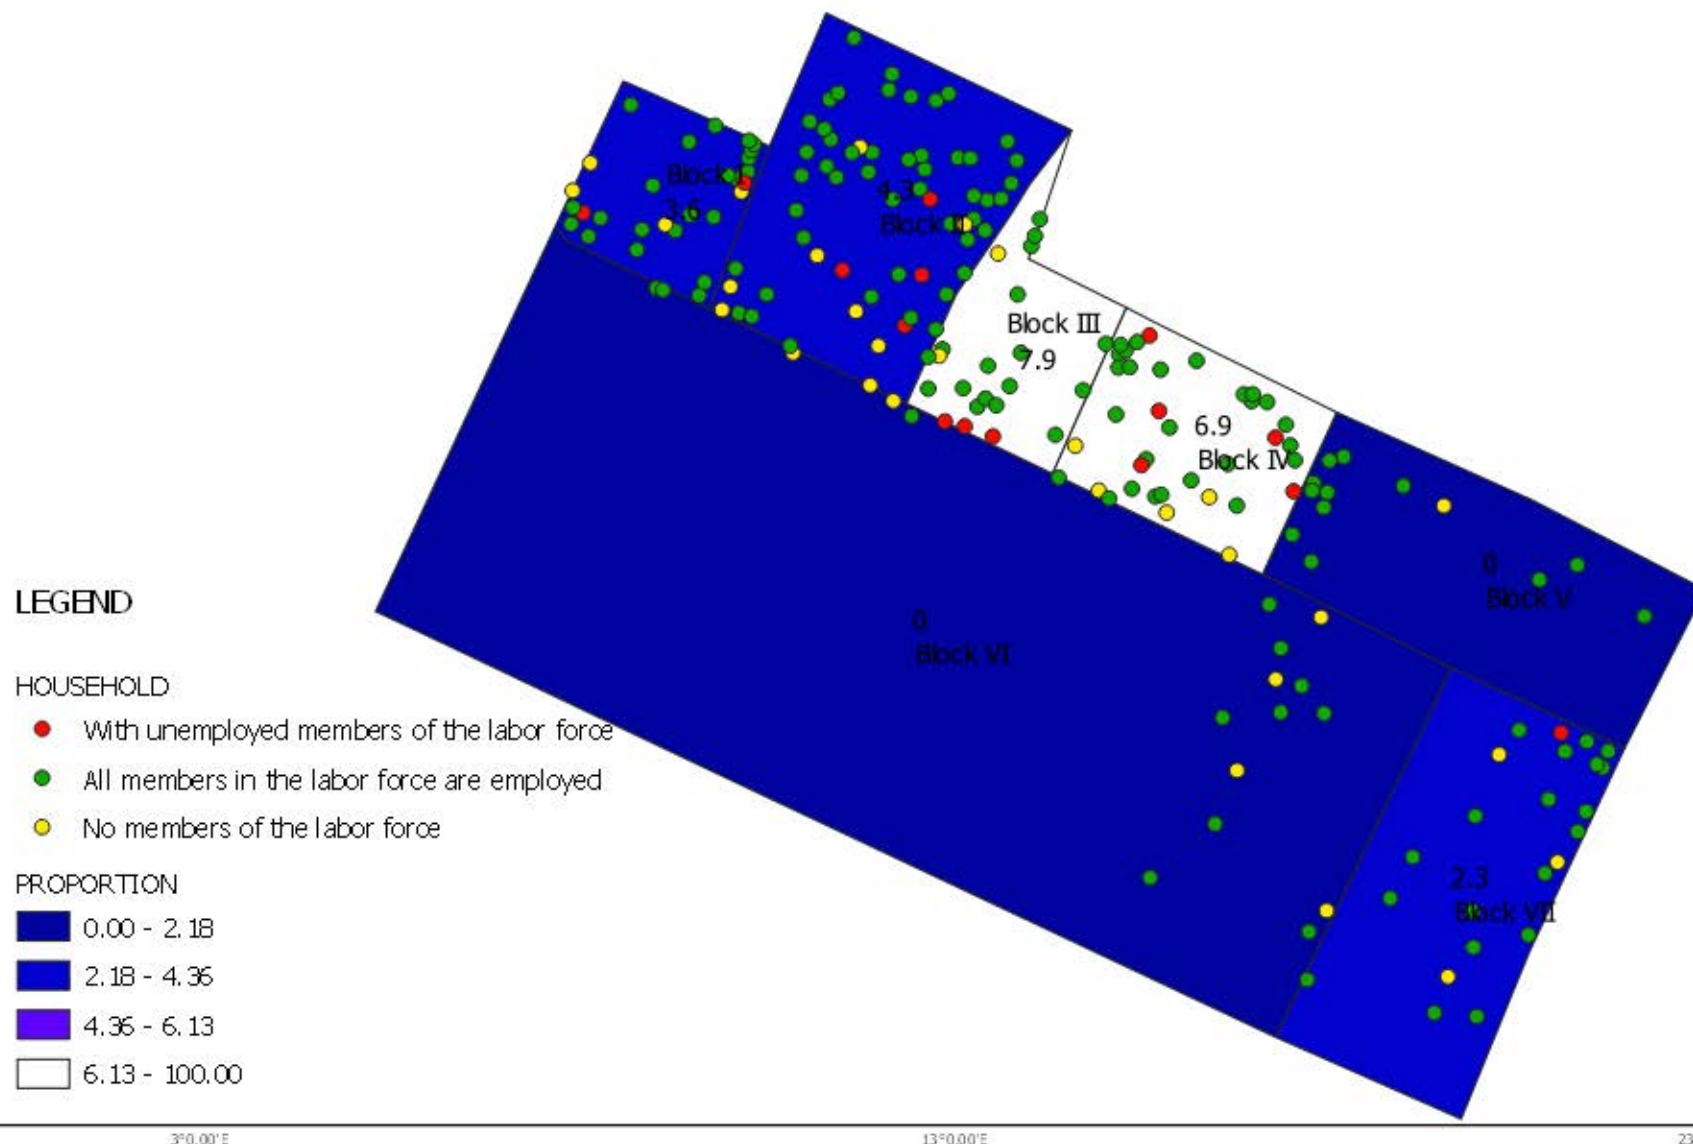 Block I
3.6
4.3
Block II
Block III
7.9
6.9
Block IV
0
Block V
0
Block VI
2.3
Block VII
LEGEND
HOUSEHOLD
With unemployed members of the labor force
All members in the labor force are employed
No members of the labor force
PROPORTION
0.00 - 2.18
2.18 - 4.36
4.36 - 6.13
6.13 - 100.00
3°0.00'E
13°0.00'E